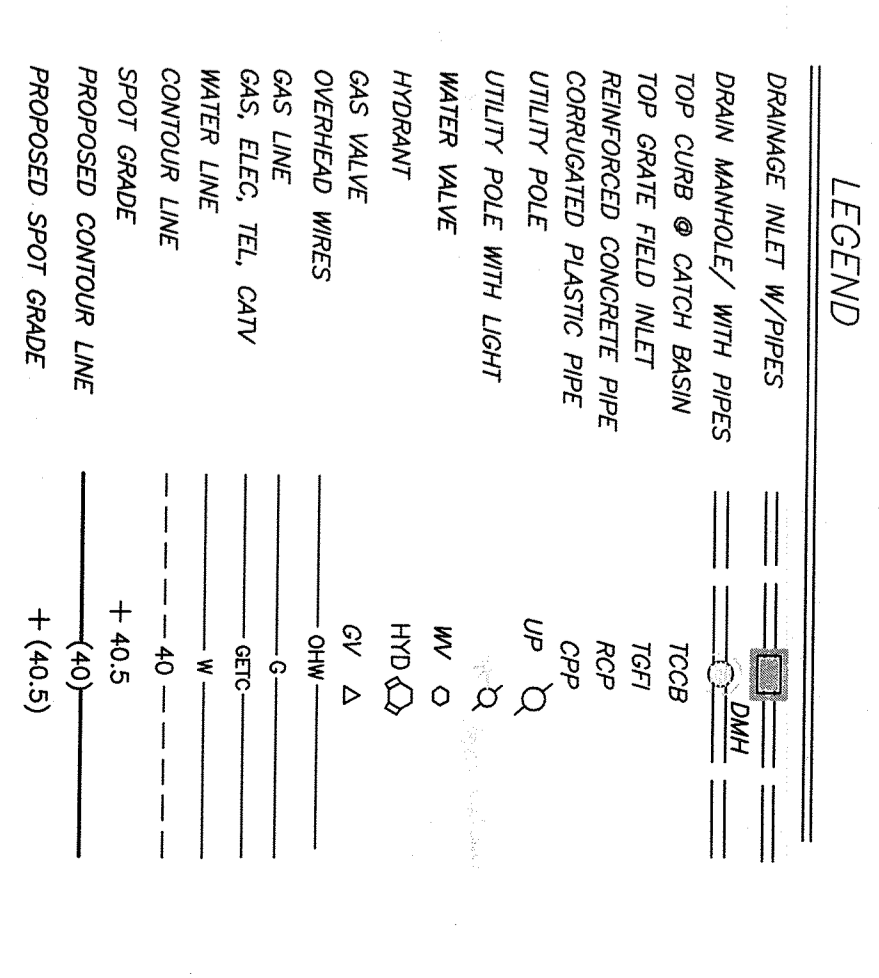 LEGEND
DRAINAGE INLET W/PIPES
DRAIN MANHOLE/ WITH PIPES DMH
TOP CURB @ CATCH BASIN TCCB
TOP GRATE FIELD INLET TGFI
REINFORCED CONCRETE PIPE RCP
CORRUGATED PLASTIC PIPE CPP
UTILITY POLE UP
UTILITY POLE WITH LIGHT
WATER VALVE WV
HYDRANT HYD
GAS VALVE GV
OVERHEAD WIRES OHW
GAS LINE G
GAS, ELEC, TEL, CATV GETC
WATER LINE W
CONTOUR LINE 40
SPOT GRADE + 40.5
PROPOSED CONTOUR LINE (40)
PROPOSED SPOT GRADE + (40.5)